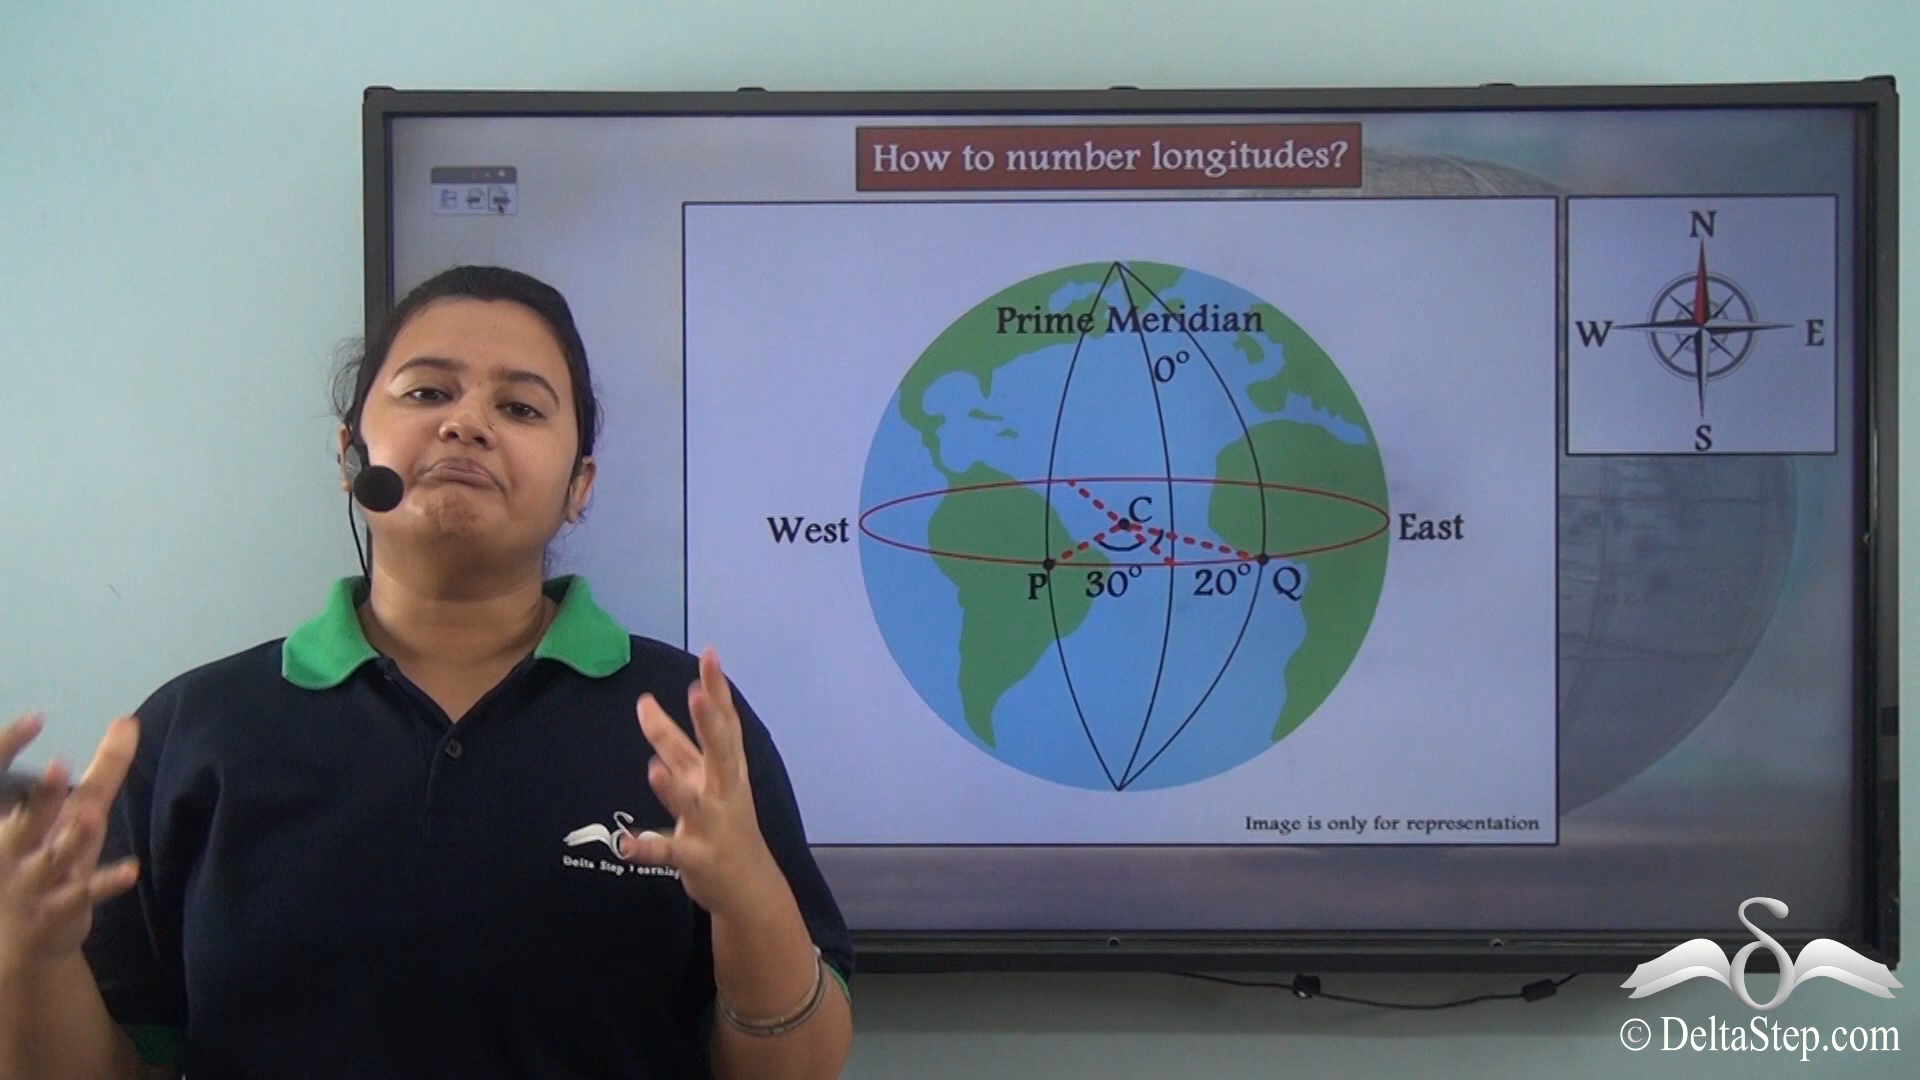 How to number longitudes?
N
W E
S
Prime Meridian
0°
C
West East
P 30° 20° Q
Image is only for representation
Delta Step Learning
© DeltaStep.com